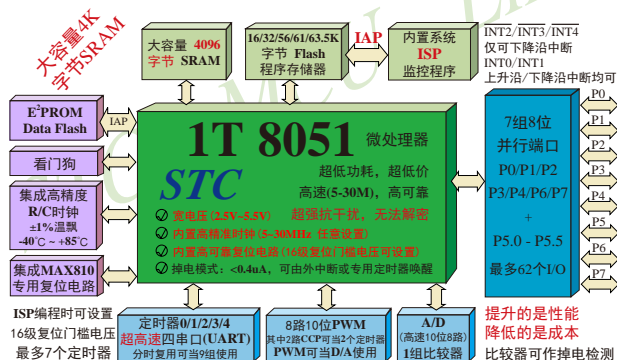 大容量4K
字节SRAM
大容量 4096
字节 SRAM
16/32/56/61/63.5K
字节 Flash
程序存储器
IAP
内置系统
ISP
监控程序
INT2/INT3/INT4
仅可下降沿中断
INT0/INT1
上升沿/下降沿中断均可
E²PROM
Data Flash
IAP
看门狗
集成高精度
R/C时钟
±1%温飘
-40℃ ~ +85℃
集成MAX810
专用复位电路
1T 8051 微处理器
STC
超低功耗，超低价
高速(5-30M)，高可靠
宽电压(2.5V~5.5V) 超强抗干扰，无法解密
内置高精准时钟(5~30MHz 任意设置)
内置高可靠复位电路(16级复位门槛电压可设置)
掉电模式：<0.4uA，可由外中断或专用定时器唤醒
7组8位
并行端口
P0/P1/P2
P3/P4/P6/P7
+
P5.0 - P5.5
最多62个I/O
P0
P1
P2
P3
P4
P5
P6
P7
ISP编程时可设置
16级复位门槛电压
最多7个定时器
定时器0/1/2/3/4
超高速四串口(UART)
分时复用可当9组使用
8路10位PWM
其中2路CCP可当2个定时器
PWM可当D/A使用
A/D
(高速10位8路)
1组比较器
提升的是性能
降低的是成本
比较器可作掉电检测